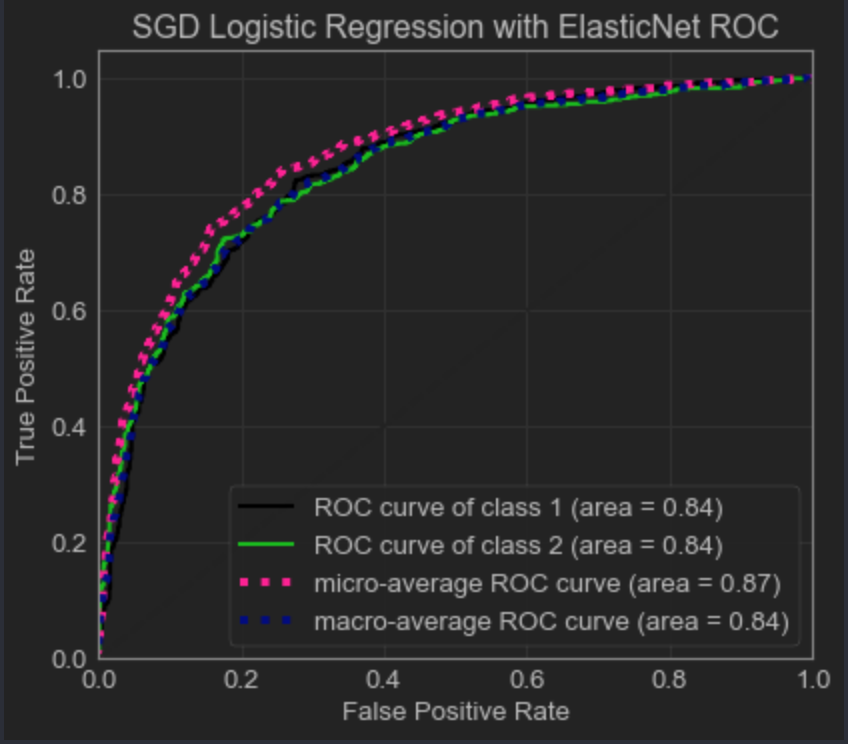 SGD Logistic Regression with ElasticNet ROC
1.0
0.8
0.6
0.4
0.2
0.0
True Positive Rate
ROC curve of class 1 (area = 0.84)
ROC curve of class 2 (area = 0.84)
micro-average ROC curve (area = 0.87)
macro-average ROC curve (area = 0.84)
0.0 0.2 0.4 0.6 0.8 1.0
False Positive Rate